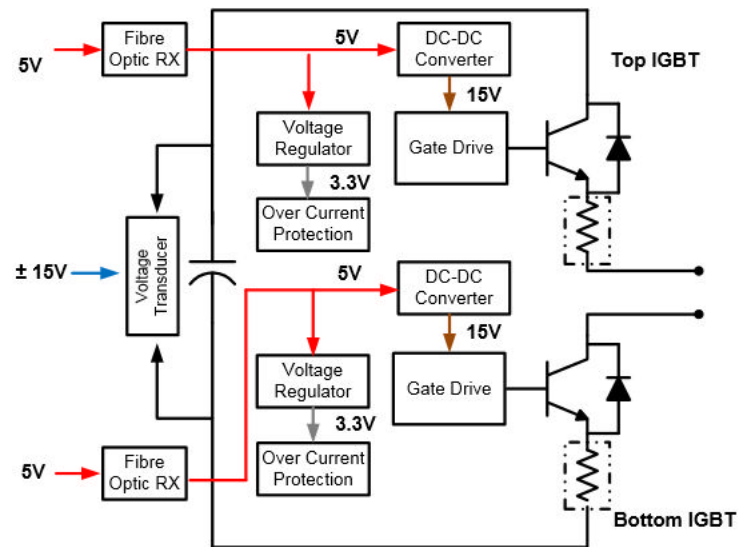 5V
Fibre
Optic RX
5V
DC-DC
Converter
Top IGBT
15V
Voltage
Regulator
Gate Drive
3.3V
Over Current
Protection
± 15V
Voltage
Transducer
5V
DC-DC
Converter
15V
Voltage
Regulator
Gate Drive
3.3V
Over Current
Protection
5V
Fibre
Optic RX
Bottom IGBT